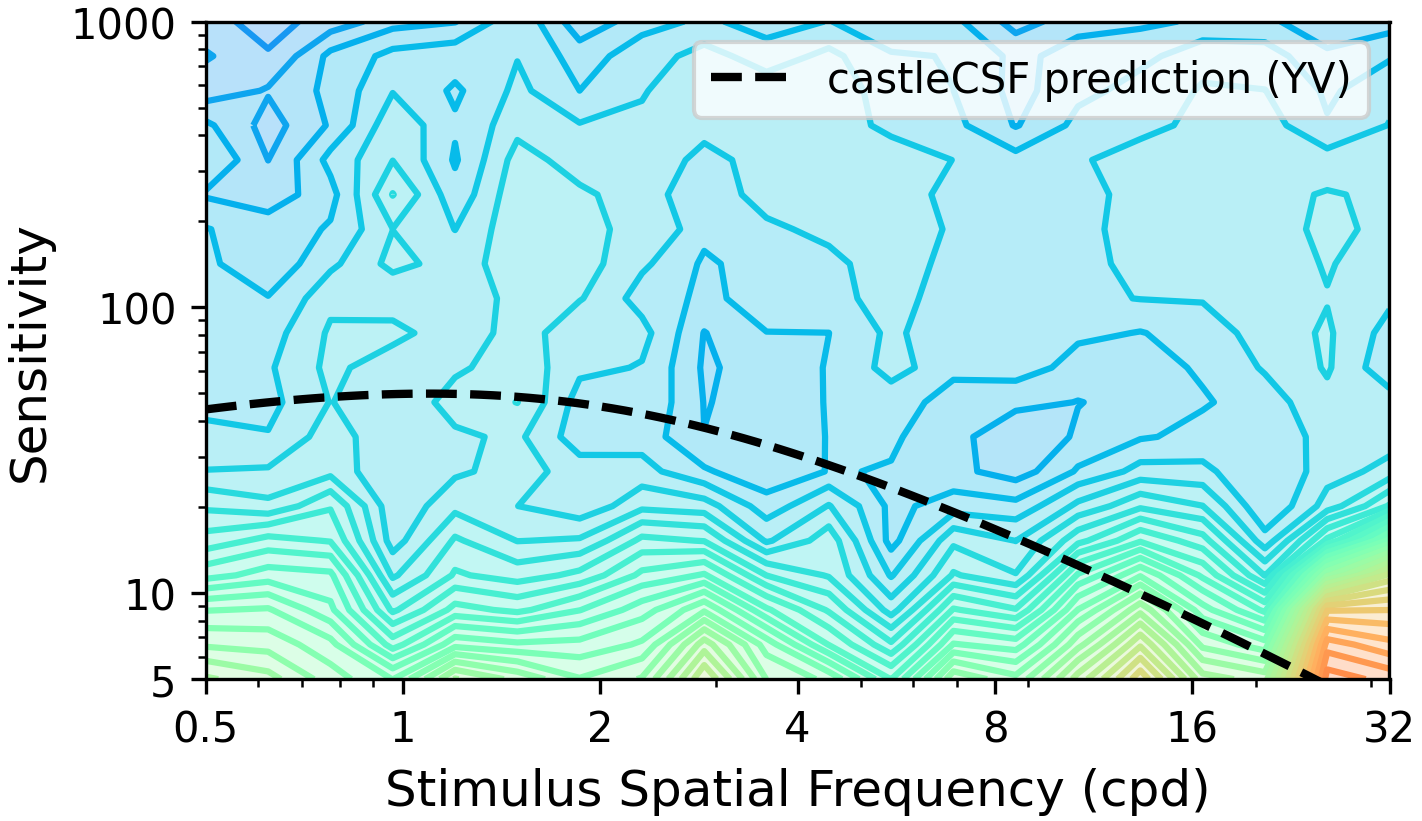 1000
castleCSF prediction (YV)
Sensitivity
100
10
5
0.5 1 2 4 8 16 32
Stimulus Spatial Frequency (cpd)